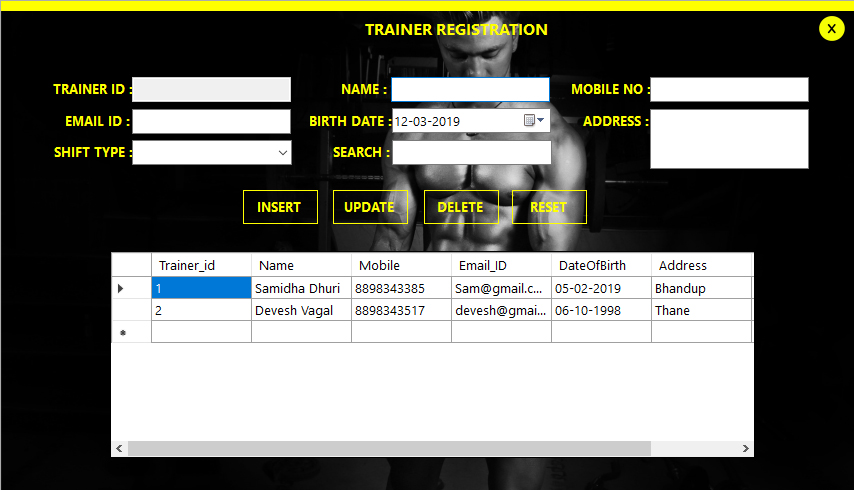 TRAINER REGISTRATION X
TRAINER ID : NAME : MOBILE NO :
EMAIL ID : BIRTH DATE : 12-03-2019 ADDRESS :
SHIFT TYPE : SEARCH :
INSERT UPDATE DELETE RESET
Trainer_id Name Mobile Email_ID DateOfBirth Address
1 Samidha Dhuri 8898343385 Sam@gmail.c... 05-02-2019 Bhandup
2 Devesh Vagal 8898343517 devesh@gmai... 06-10-1998 Thane